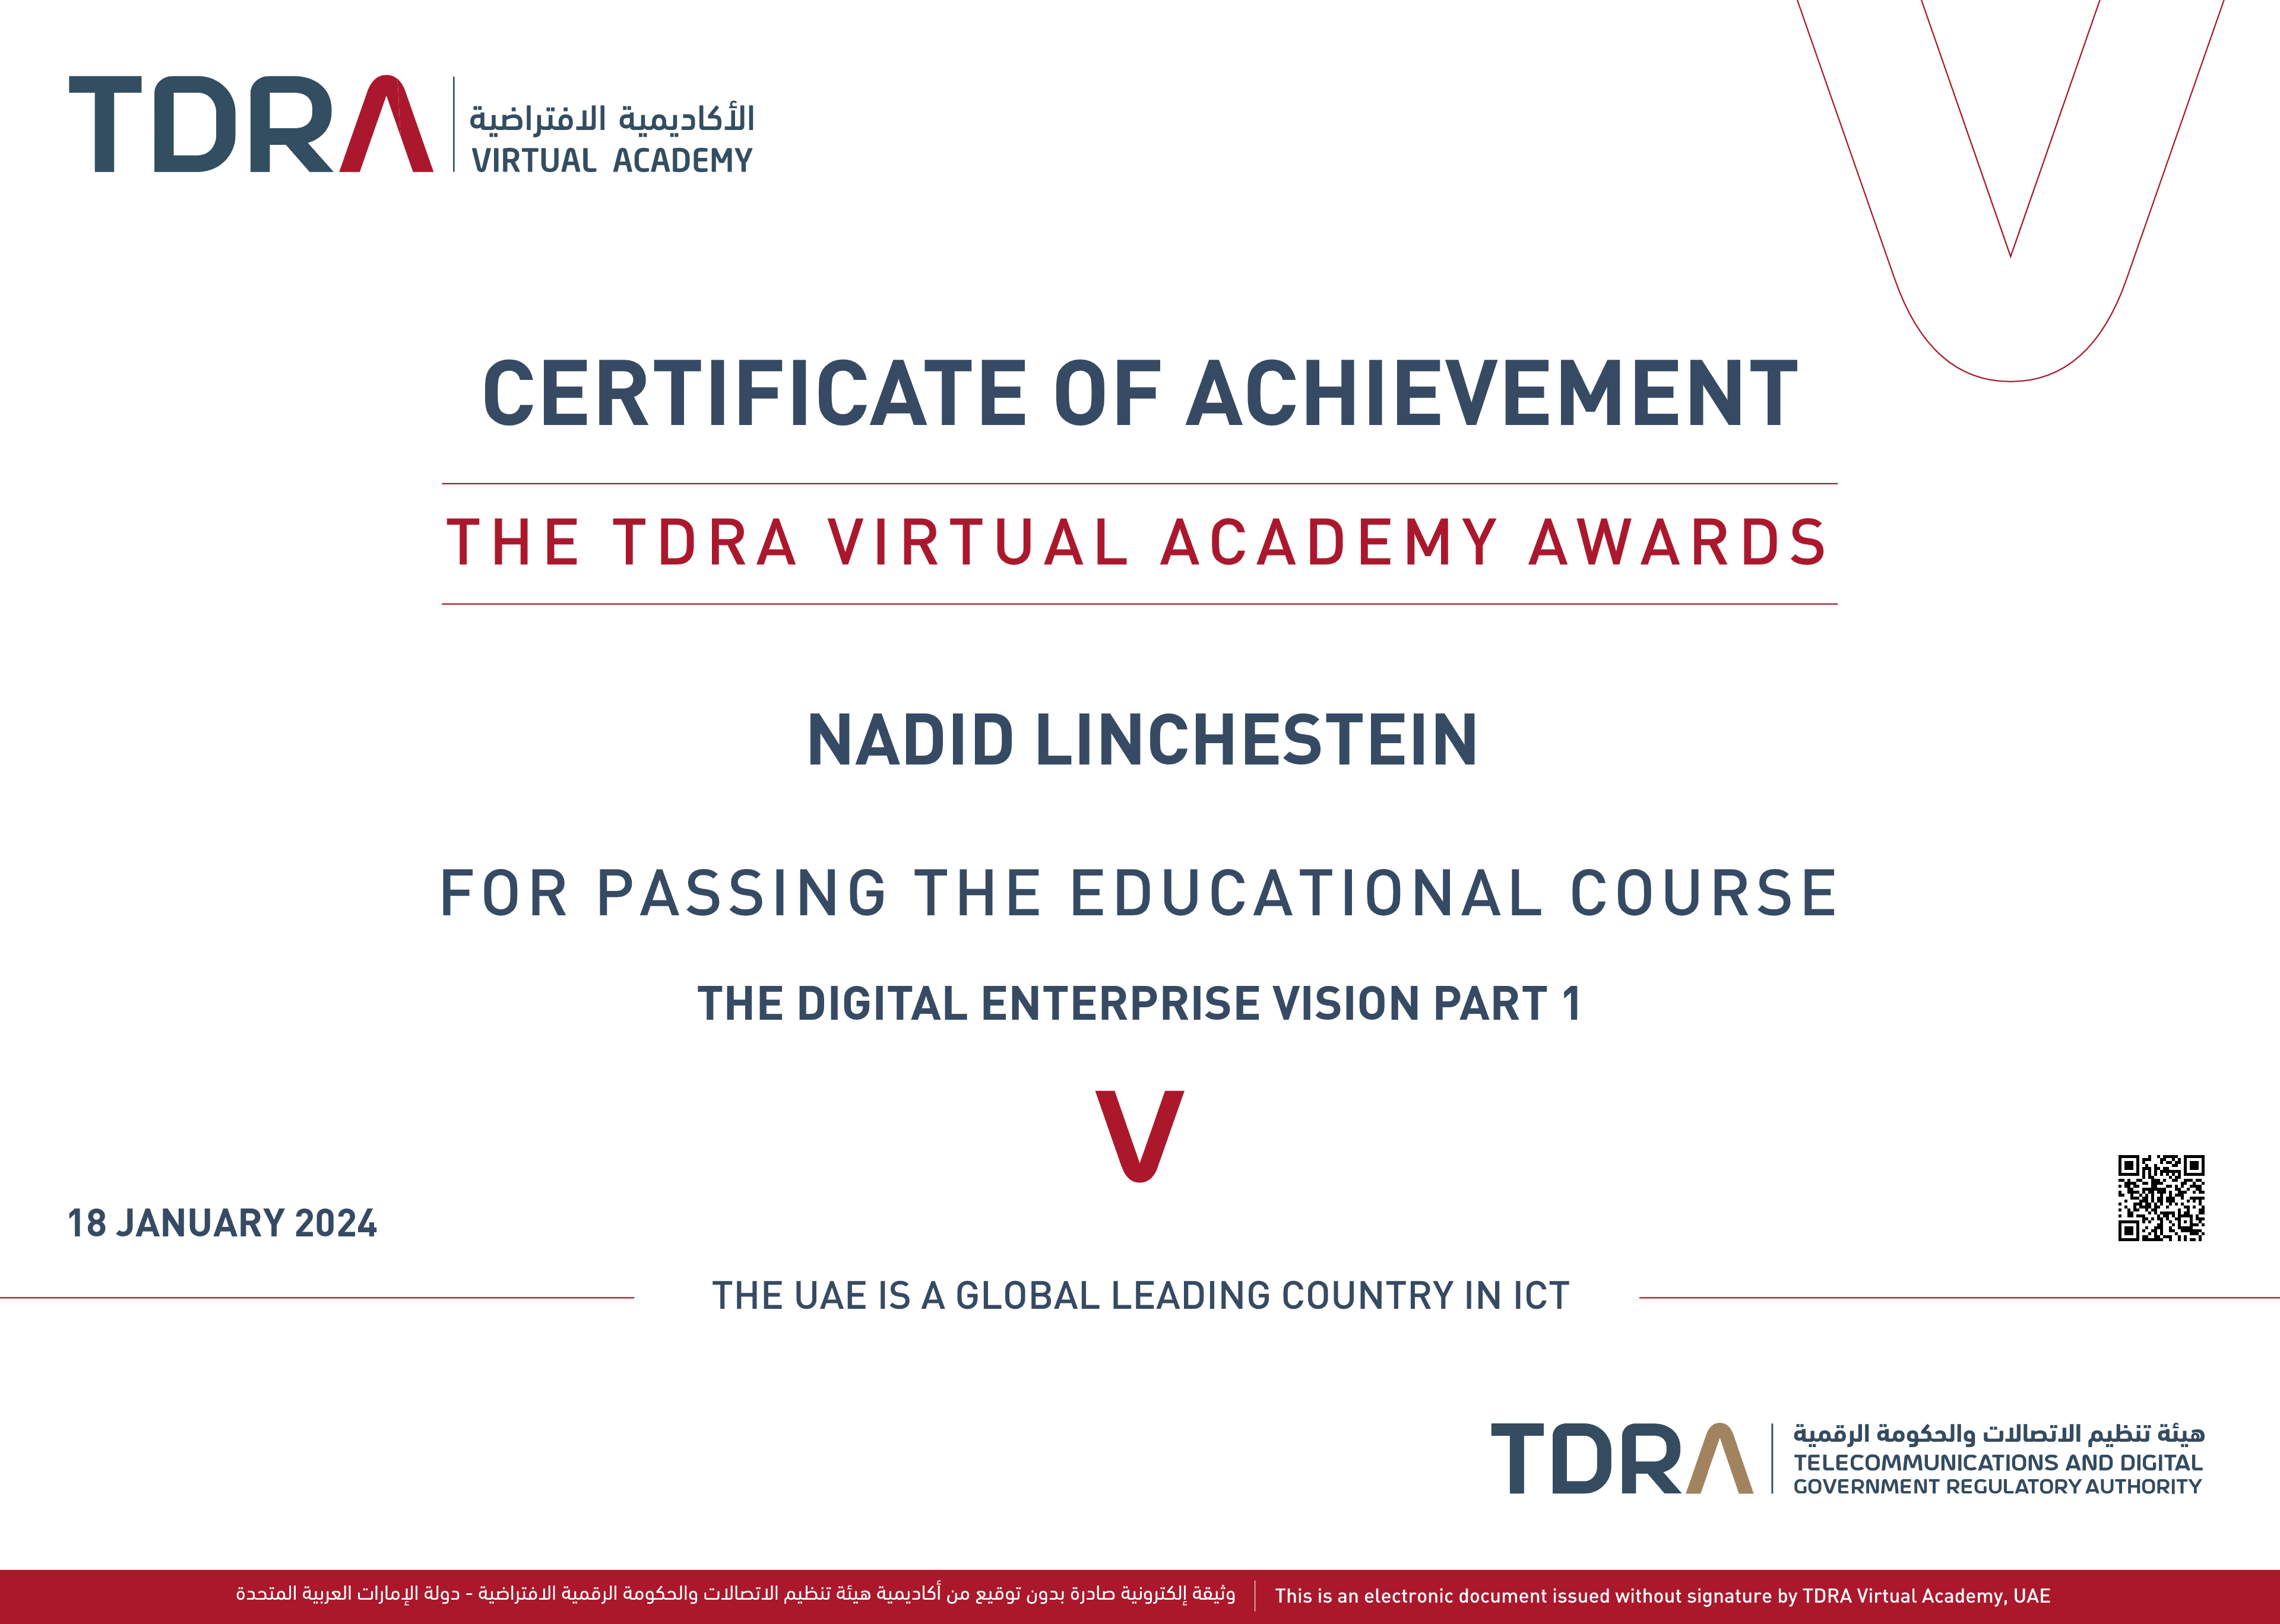 TDRA
الأكاديمية الافتراضية
VIRTUAL ACADEMY
CERTIFICATE OF ACHIEVEMENT
THE TDRA VIRTUAL ACADEMY AWARDS
NADID LINCHESTEIN
FOR PASSING THE EDUCATIONAL COURSE
THE DIGITAL ENTERPRISE VISION PART 1
18 JANUARY 2024
THE UAE IS A GLOBAL LEADING COUNTRY IN ICT
TDRA
هيئة تنظيم الاتصالات والحكومة الرقمية
TELECOMMUNICATIONS AND DIGITAL
GOVERNMENT REGULATORY AUTHORITY
وثيقة إلكترونية صادرة بدون توقيع من أكاديمية هيئة تنظيم الاتصالات والحكومة الرقمية الافتراضية - دولة الإمارات العربية المتحدة
This is an electronic document issued without signature by TDRA Virtual Academy, UAE